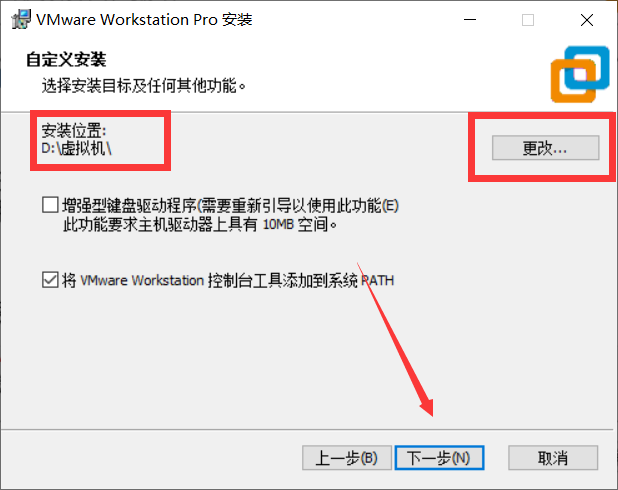 VMware Workstation Pro 安装
自定义安装
选择安装目标及任何其他功能。
安装位置:
D:\虚拟机\
更改...
增强型键盘驱动程序(需要重新引导以使用此功能(E)
此功能要求主机驱动器上具有 10MB 空间。
将 VMware Workstation 控制台工具添加到系统 PATH
上一步(B)
下一步(N)
取消